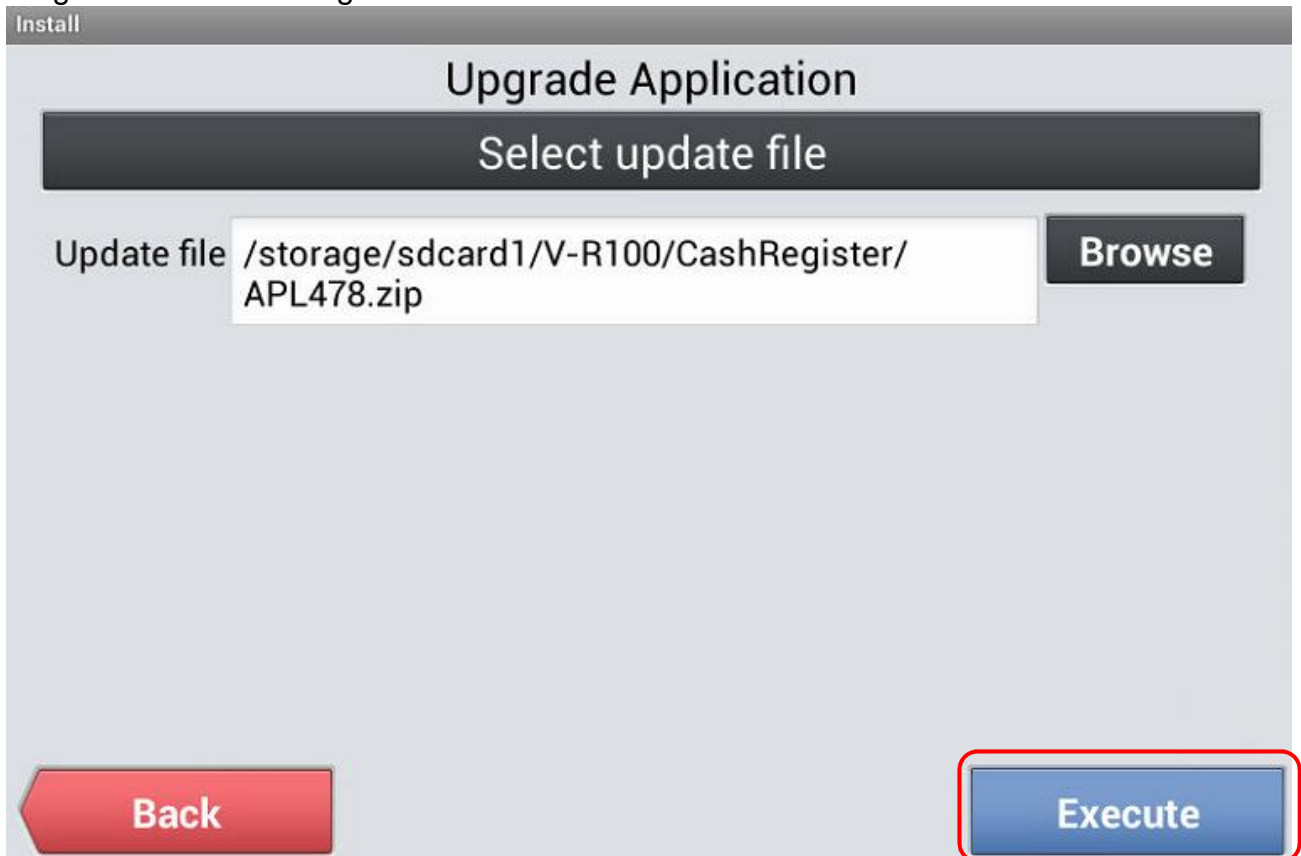 Install
Upgrade Application
Select update file
Update file
/storage/sdcard1/V-R100/CashRegister/
APL478.zip
Browse
Back
Execute